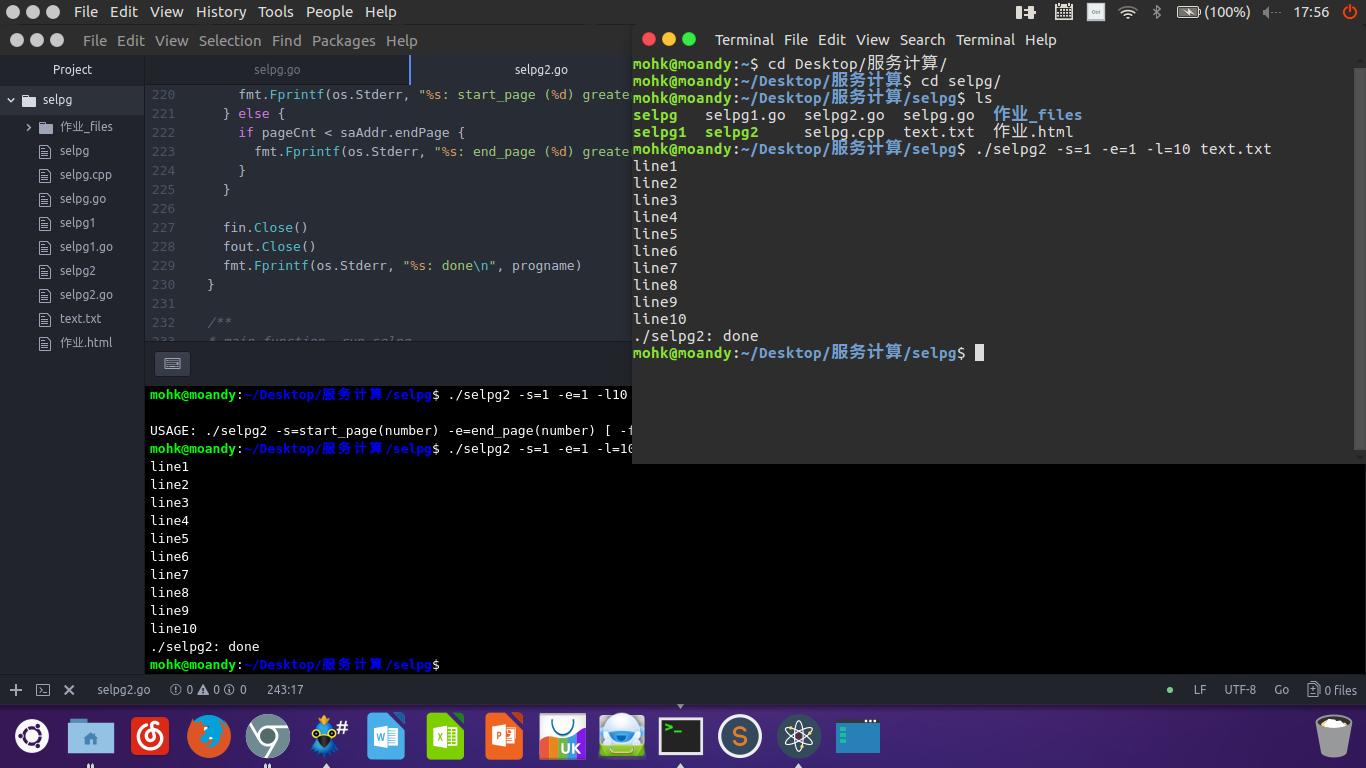 File Edit View History Tools People Help
(100%) 17:56
File Edit View Selection Find Packages Help
Project
selpg
作业_files
selpg
selpg.cpp
selpg.go
selpg1
selpg1.go
selpg2
selpg2.go
text.txt
作业.html
selpg.go
selpg2.go
220 fmt.Fprintf(os.Stderr, "%s: start_page (%d) greate
221 } else {
222 if pageCnt < saAddr.endPage {
223 fmt.Fprintf(os.Stderr, "%s: end_page (%d) greate
224 }
225 }
226
227 fin.Close()
228 fout.Close()
229 fmt.Fprintf(os.Stderr, "%s: done\n", progname)
230 }
231
232 /**
233 * main function, run selpg
mohk@moandy:~/Desktop/服务计算/selpg$ ./selpg2 -s=1 -e=1 -l10
USAGE: ./selpg2 -s=start_page(number) -e=end_page(number) [ -f
mohk@moandy:~/Desktop/服务计算/selpg$ ./selpg2 -s=1 -e=1 -l=10
line1
line2
line3
line4
line5
line6
line7
line8
line9
line10
./selpg2: done
mohk@moandy:~/Desktop/服务计算/selpg$
Terminal File Edit View Search Terminal Help
mohk@moandy:~$ cd Desktop/服务计算/
mohk@moandy:~/Desktop/服务计算$ cd selpg/
mohk@moandy:~/Desktop/服务计算/selpg$ ls
selpg selpg1.go selpg2.go selpg.go 作业_files
selpg1 selpg2 selpg.cpp text.txt 作业.html
mohk@moandy:~/Desktop/服务计算/selpg$ ./selpg2 -s=1 -e=1 -l=10 text.txt
line1
line2
line3
line4
line5
line6
line7
line8
line9
line10
./selpg2: done
mohk@moandy:~/Desktop/服务计算/selpg$
selpg2.go 0 0 0 243:17
LF UTF-8 Go 0 files
UK